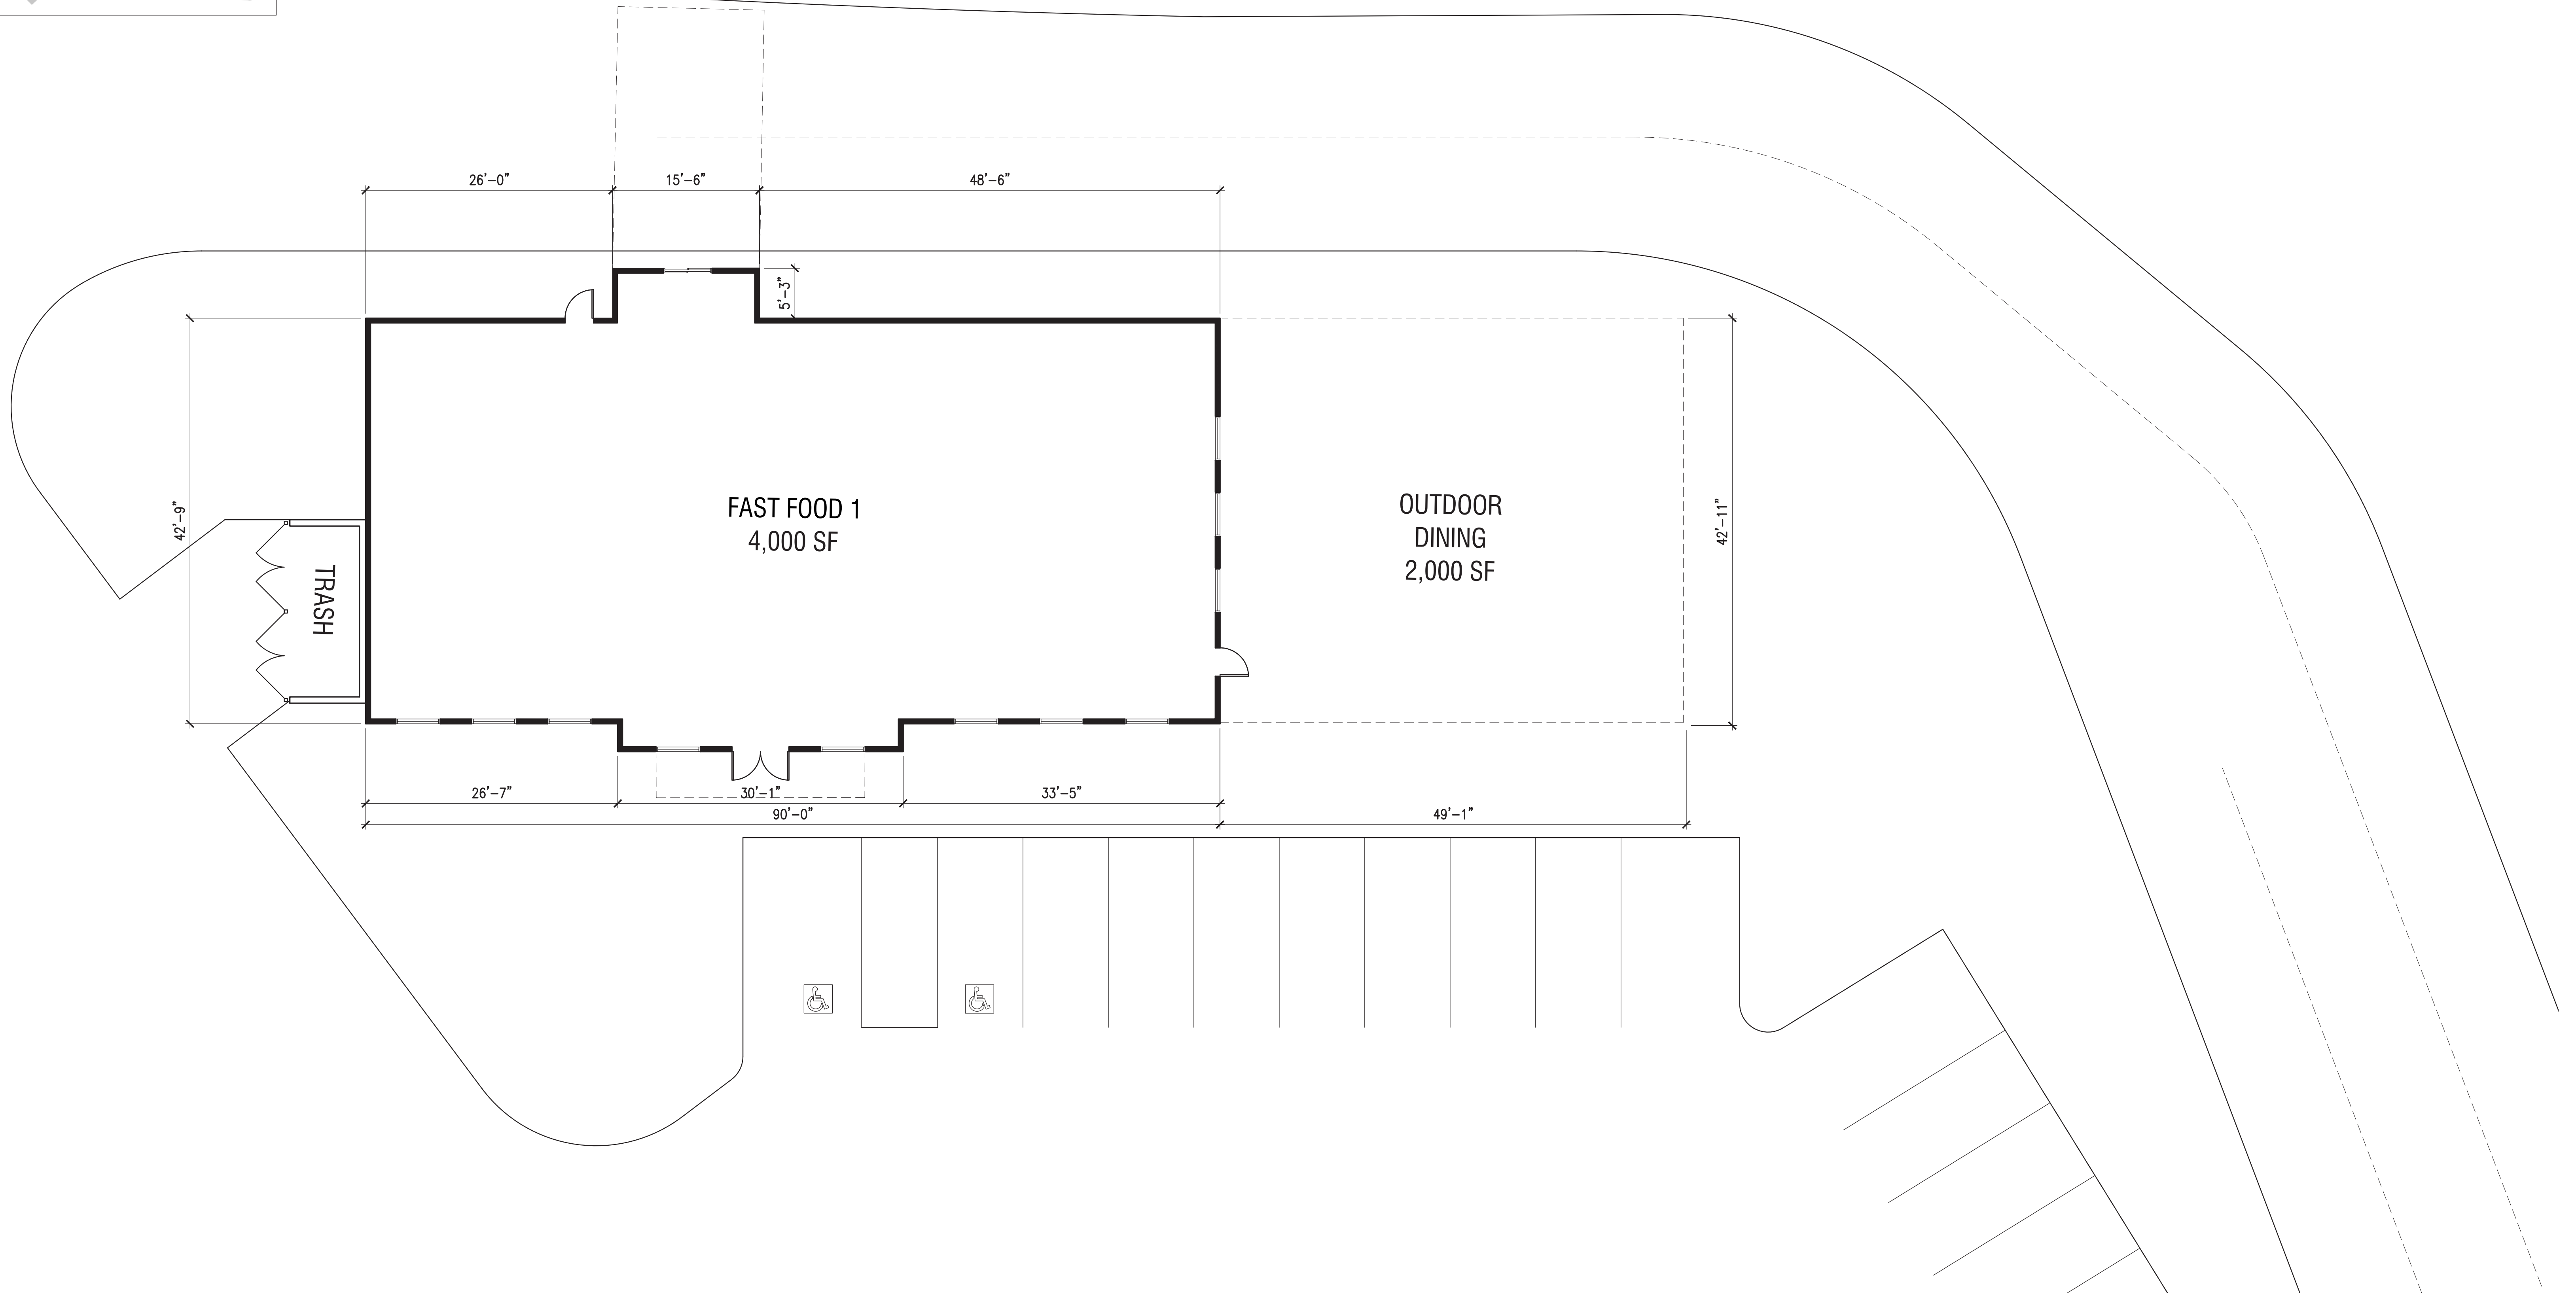 26'-0"
15'-6"
48'-6"
5'-3"
42'-9"
FAST FOOD 1
4,000 SF
OUTDOOR
DINING
2,000 SF
42'-11"
TRASH
26'-7"
30'-1"
33'-5"
90'-0"
49'-1"